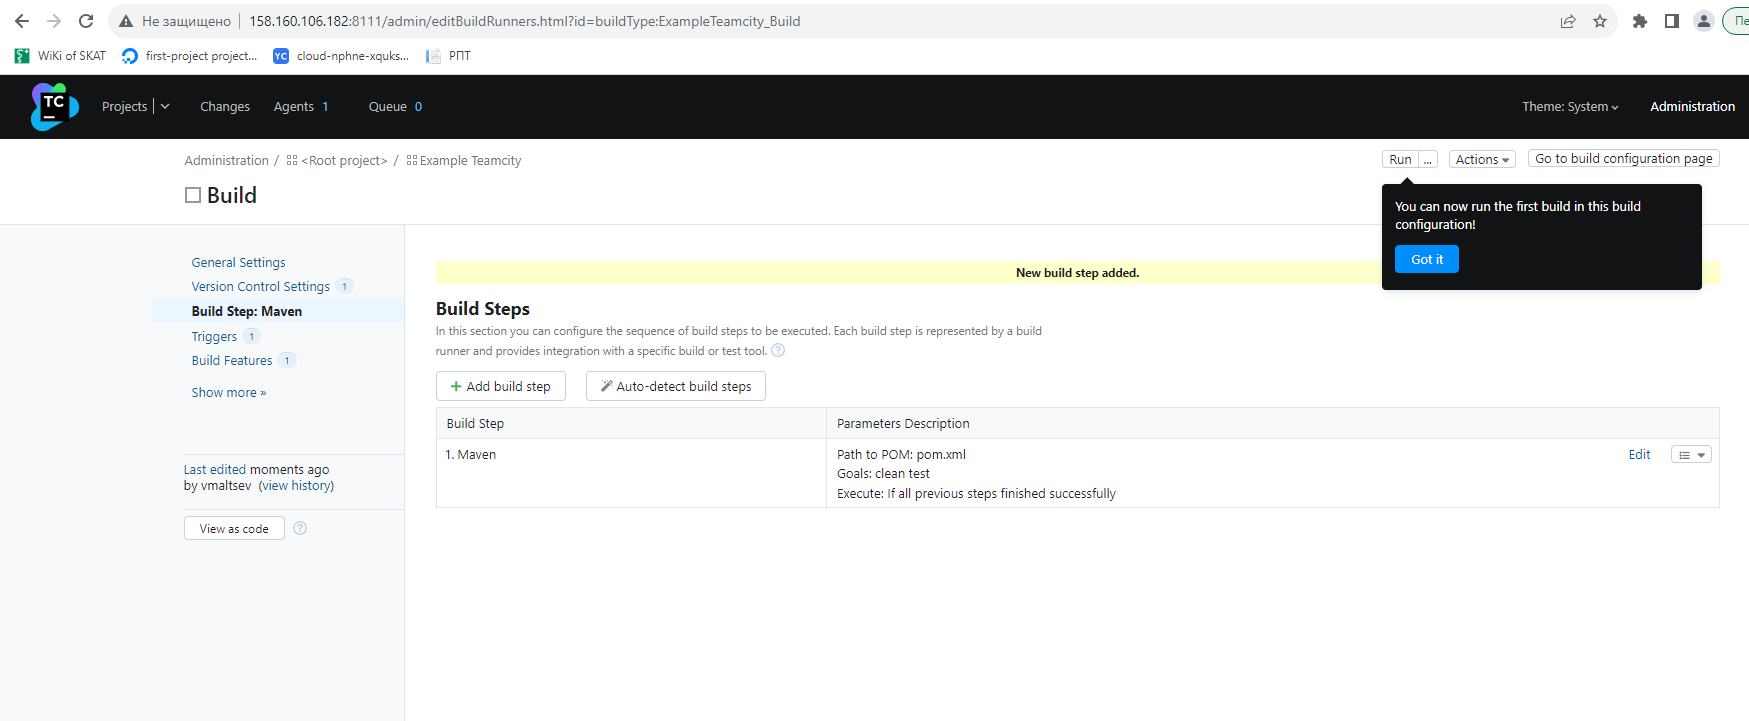 Не защищено 158.160.106.182:8111/admin/editBuildRunners.html?id=buildType:ExampleTeamcity_Build
WiKi of SKAT first-project project... YC cloud-nphne-xquks... РПТ
TC Projects Changes Agents 1 Queue 0 Theme: System Administration
Administration / <Root project> / Example Teamcity Run ... Actions Go to build configuration page
Build
You can now run the first build in this build
configuration!
Got it
General Settings
Version Control Settings 1
Build Step: Maven
Triggers 1
Build Features 1
Show more »
Last edited moments ago
by vmaltsev (view history)
View as code ?
New build step added.
Build Steps
In this section you can configure the sequence of build steps to be executed. Each build step is represented by a build
runner and provides integration with a specific build or test tool. ?
+ Add build step Auto-detect build steps
Build Step Parameters Description
1. Maven Path to POM: pom.xml Edit
Goals: clean test
Execute: If all previous steps finished successfully